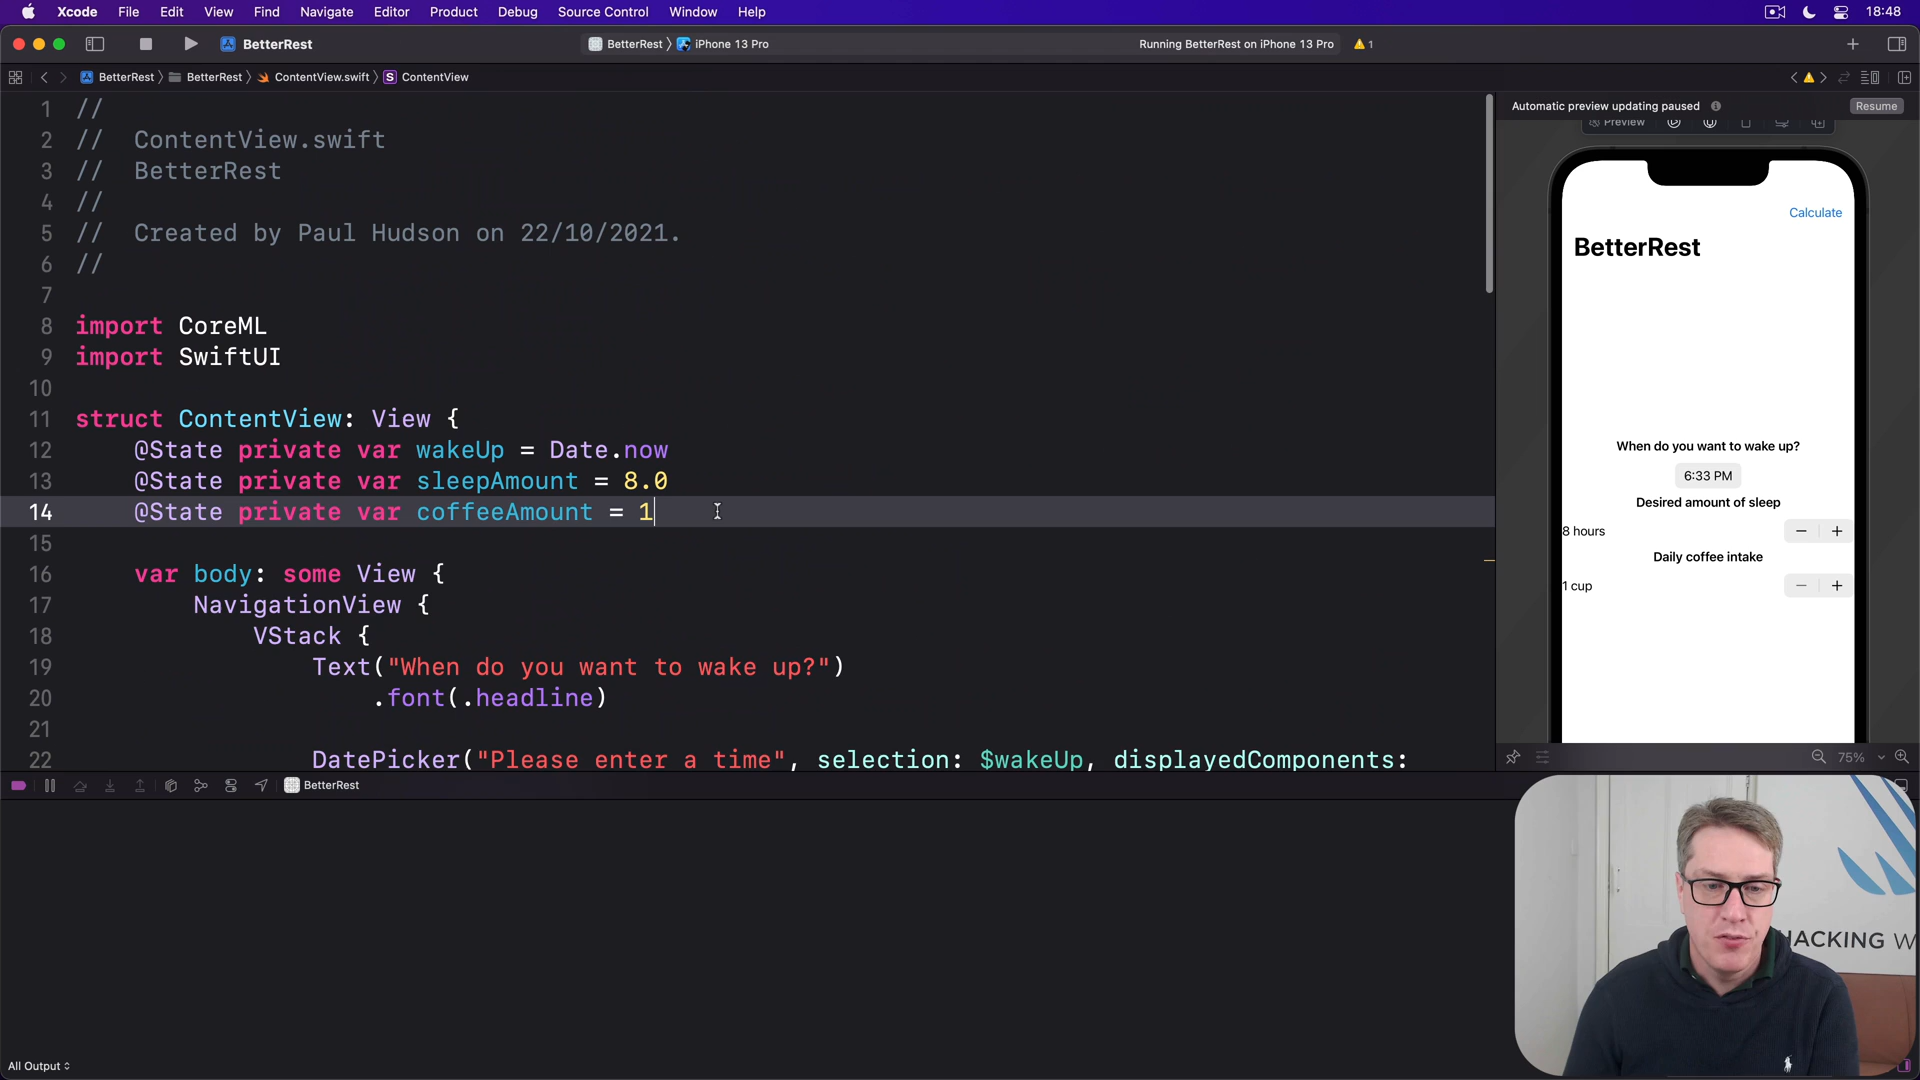 Xcode File Edit View Find Navigate Editor Product Debug Source Control Window Help 18:48
BetterRest BetterRest iPhone 13 Pro Running BetterRest on iPhone 13 Pro 1
BetterRest BetterRest ContentView.swift ContentView
Automatic preview updating paused Resume
Preview
1 //
2 // ContentView.swift
3 // BetterRest
4 //
5 // Created by Paul Hudson on 22/10/2021.
6 //
7
8 import CoreML
9 import SwiftUI
10
11 struct ContentView: View {
12 @State private var wakeUp = Date.now
13 @State private var sleepAmount = 8.0
14 @State private var coffeeAmount = 1
15
16 var body: some View {
17 NavigationView {
18 VStack {
19 Text("When do you want to wake up?")
20 .font(.headline)
21
22 DatePicker("Please enter a time", selection: $wakeUp, displayedComponents:
Calculate
BetterRest
When do you want to wake up?
6:33 PM
Desired amount of sleep
8 hours − +
Daily coffee intake
1 cup − +
75%
BetterRest
HACKING W
All Output